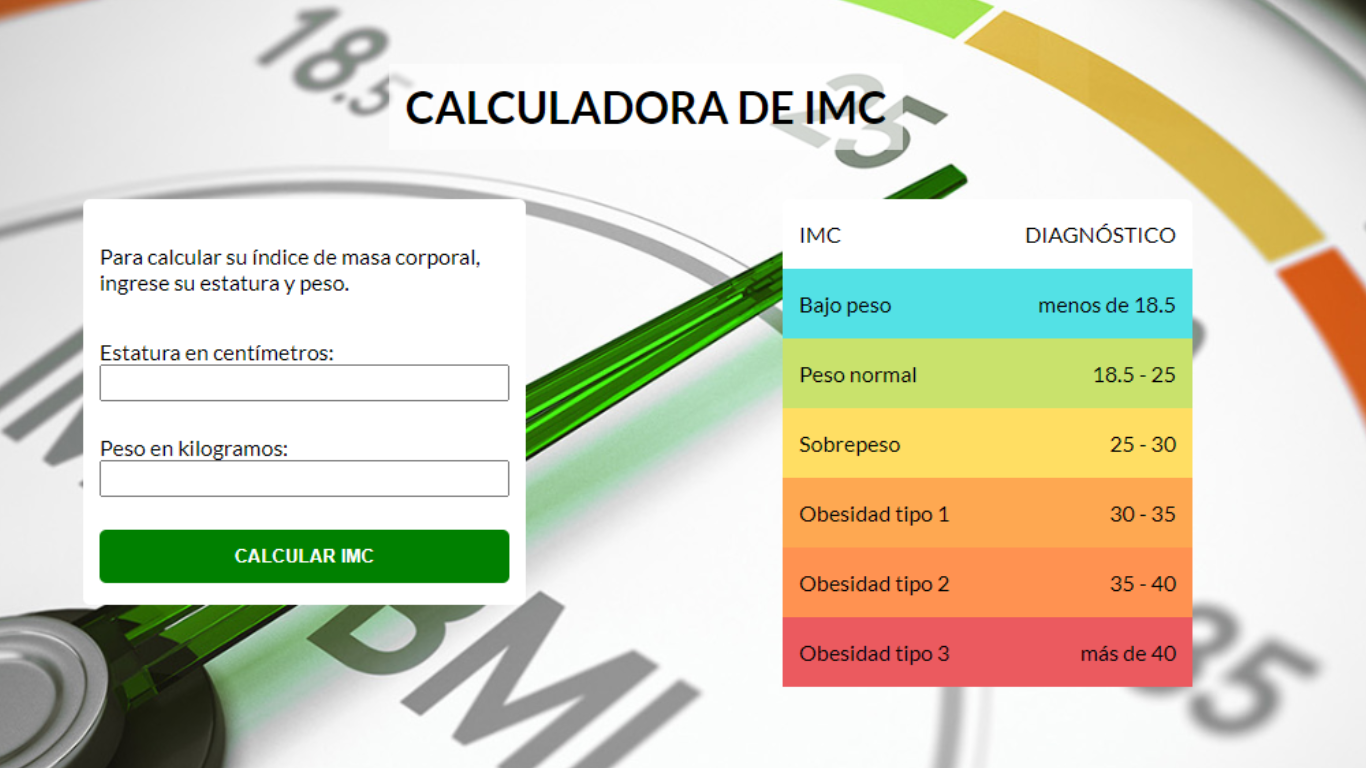 18.5
25
CALCULADORA DE IMC
Para calcular su índice de masa corporal,
ingrese su estatura y peso.
Estatura en centímetros:
Peso en kilogramos:
CALCULAR IMC
IMC DIAGNÓSTICO
Bajo peso menos de 18.5
Peso normal 18.5 - 25
Sobrepeso 25 - 30
Obesidad tipo 1 30 - 35
Obesidad tipo 2 35 - 40
Obesidad tipo 3 más de 40
BMI
35